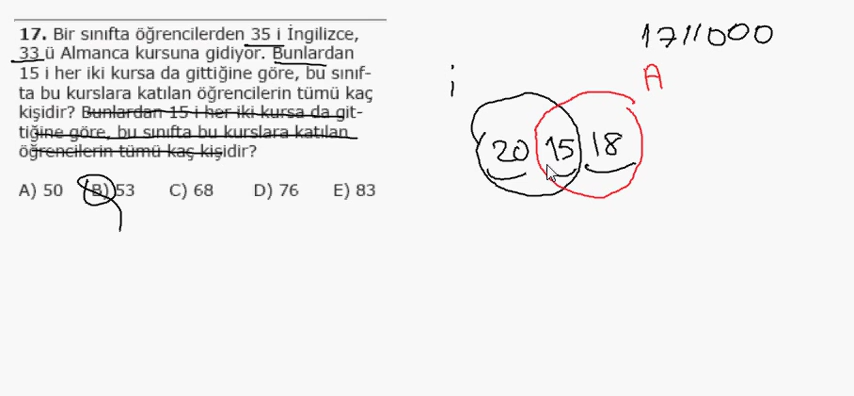 17. Bir sınıfta öğrencilerden 35 i İngilizce,
33 ü Almanca kursuna gidiyor. Bunlardan
15 i her iki kursa da gittiğine göre, bu sınıf-
ta bu kurslara katılan öğrencilerin tümü kaç
kişidir? Bunlardan 15 i her iki kursa da git-
tiğine göre, bu sınıfta bu kurslara katılan
öğrencilerin tümü kaç kişidir?
A) 50 B) 53 C) 68 D) 76 E) 83
1711000
i A
20 15 18